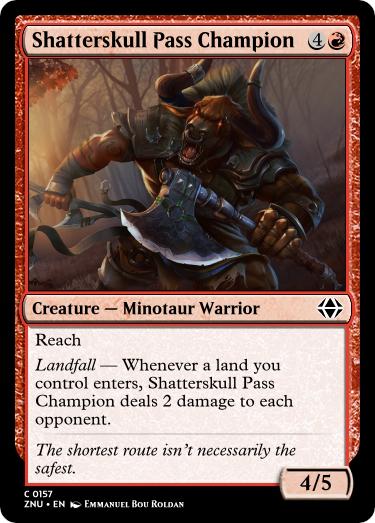 Shatterskull Pass Champion 4
Creature — Minotaur Warrior
Reach
Landfall — Whenever a land you
control enters, Shatterskull Pass
Champion deals 2 damage to each
opponent.
The shortest route isn't necessarily the
safest.
4/5
C 0157
ZNU • EN Emmanuel Bou Roldan